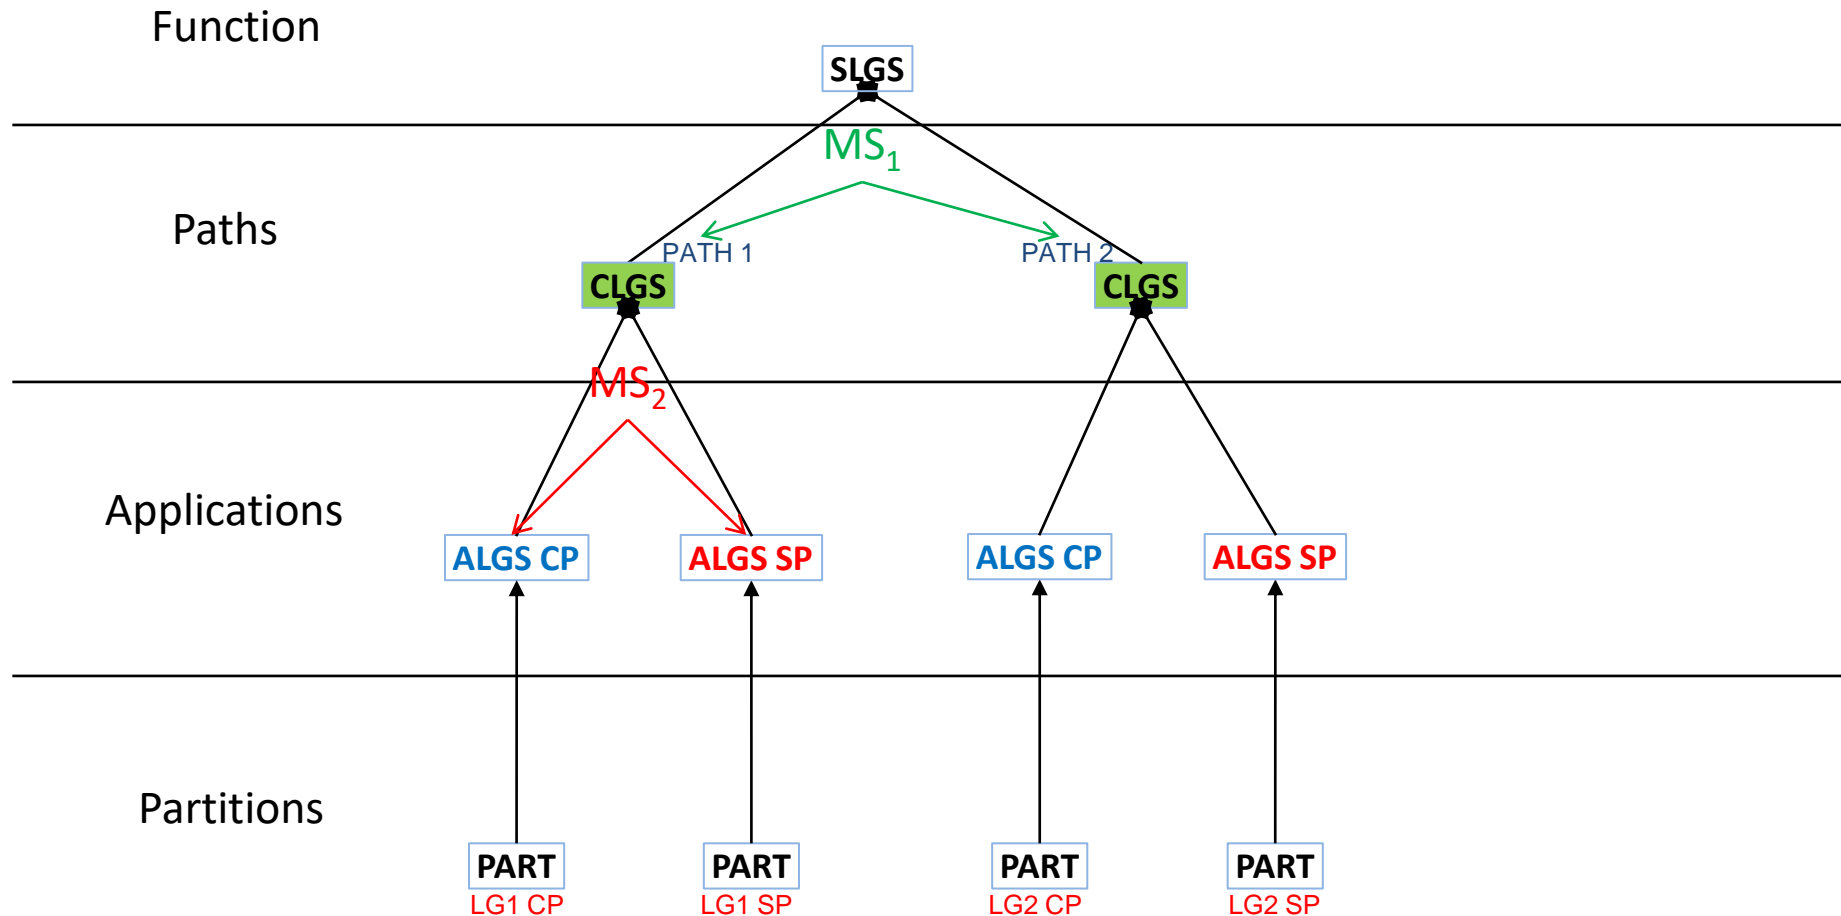 Function
SLGS
MS1
Paths
PATH 1
PATH 2
CLGS
CLGS
MS2
Applications
ALGS CP
ALGS SP
ALGS CP
ALGS SP
Partitions
PART
PART
PART
PART
LG1 CP
LG1 SP
LG2 CP
LG2 SP